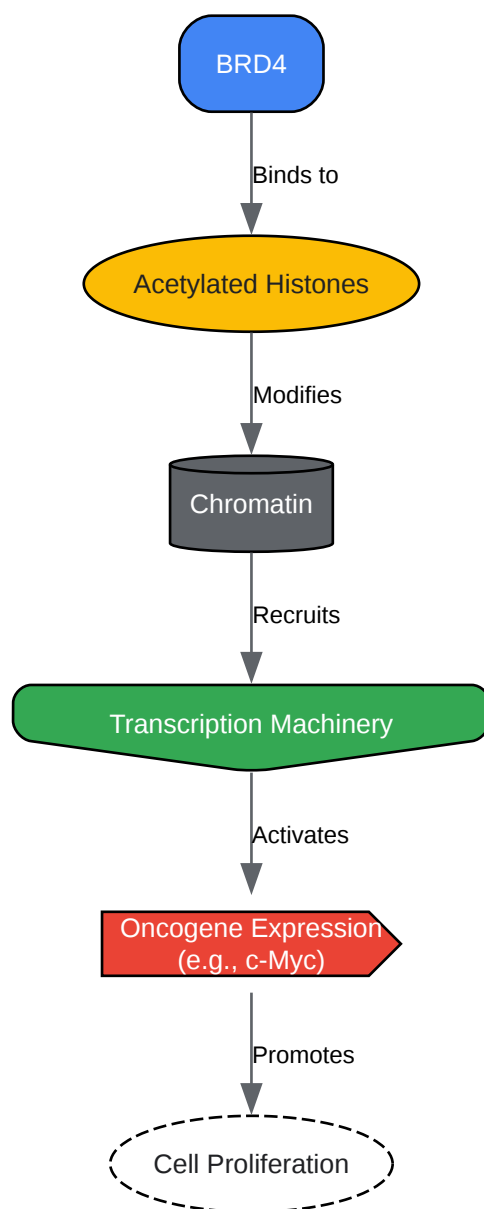 BRD4
Binds to
Acetylated Histones
Modifies
Chromatin
Recruits
Transcription Machinery
Activates
Oncogene Expression
(e.g., c-Myc)
Promotes
Cell Proliferation